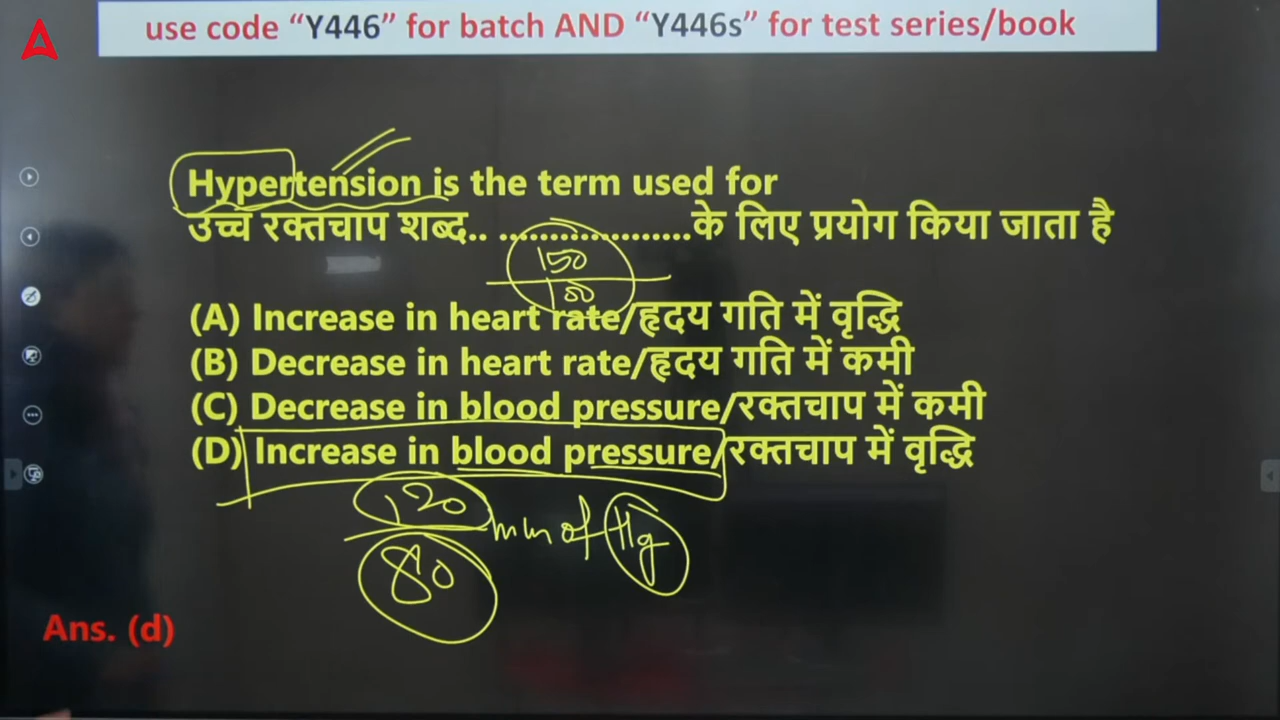 use code “Y446” for batch AND “Y446s” for test series/book
Hypertension is the term used for
उच्च रक्तचाप शब्द.. ...................के लिए प्रयोग किया जाता है
150
100
(A) Increase in heart rate/हृदय गति में वृद्धि
(B) Decrease in heart rate/हृदय गति में कमी
(C) Decrease in blood pressure/रक्तचाप में कमी
(D) Increase in blood pressure/रक्तचाप में वृद्धि
120
80 mm of Hg
Ans. (d)